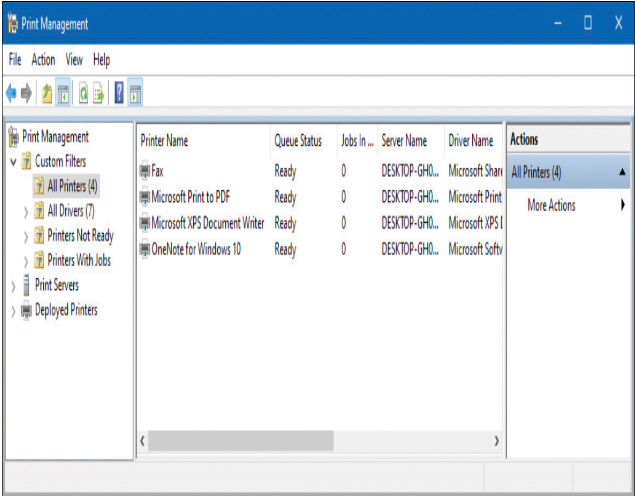 Print Management
File Action View Help
Print Management
Custom Filters
All Printers (4)
All Drivers (7)
Printers Not Ready
Printers With Jobs
Print Servers
Deployed Printers
Printer Name Queue Status Jobs In ... Server Name Driver Name
Fax Ready 0 DESKTOP-GH0... Microsoft Share
Microsoft Print to PDF Ready 0 DESKTOP-GH0... Microsoft Print
Microsoft XPS Document Writer Ready 0 DESKTOP-GH0... Microsoft XPS
OneNote for Windows 10 Ready 0 DESKTOP-GH0... Microsoft Softw
Actions
All Printers (4)
More Actions